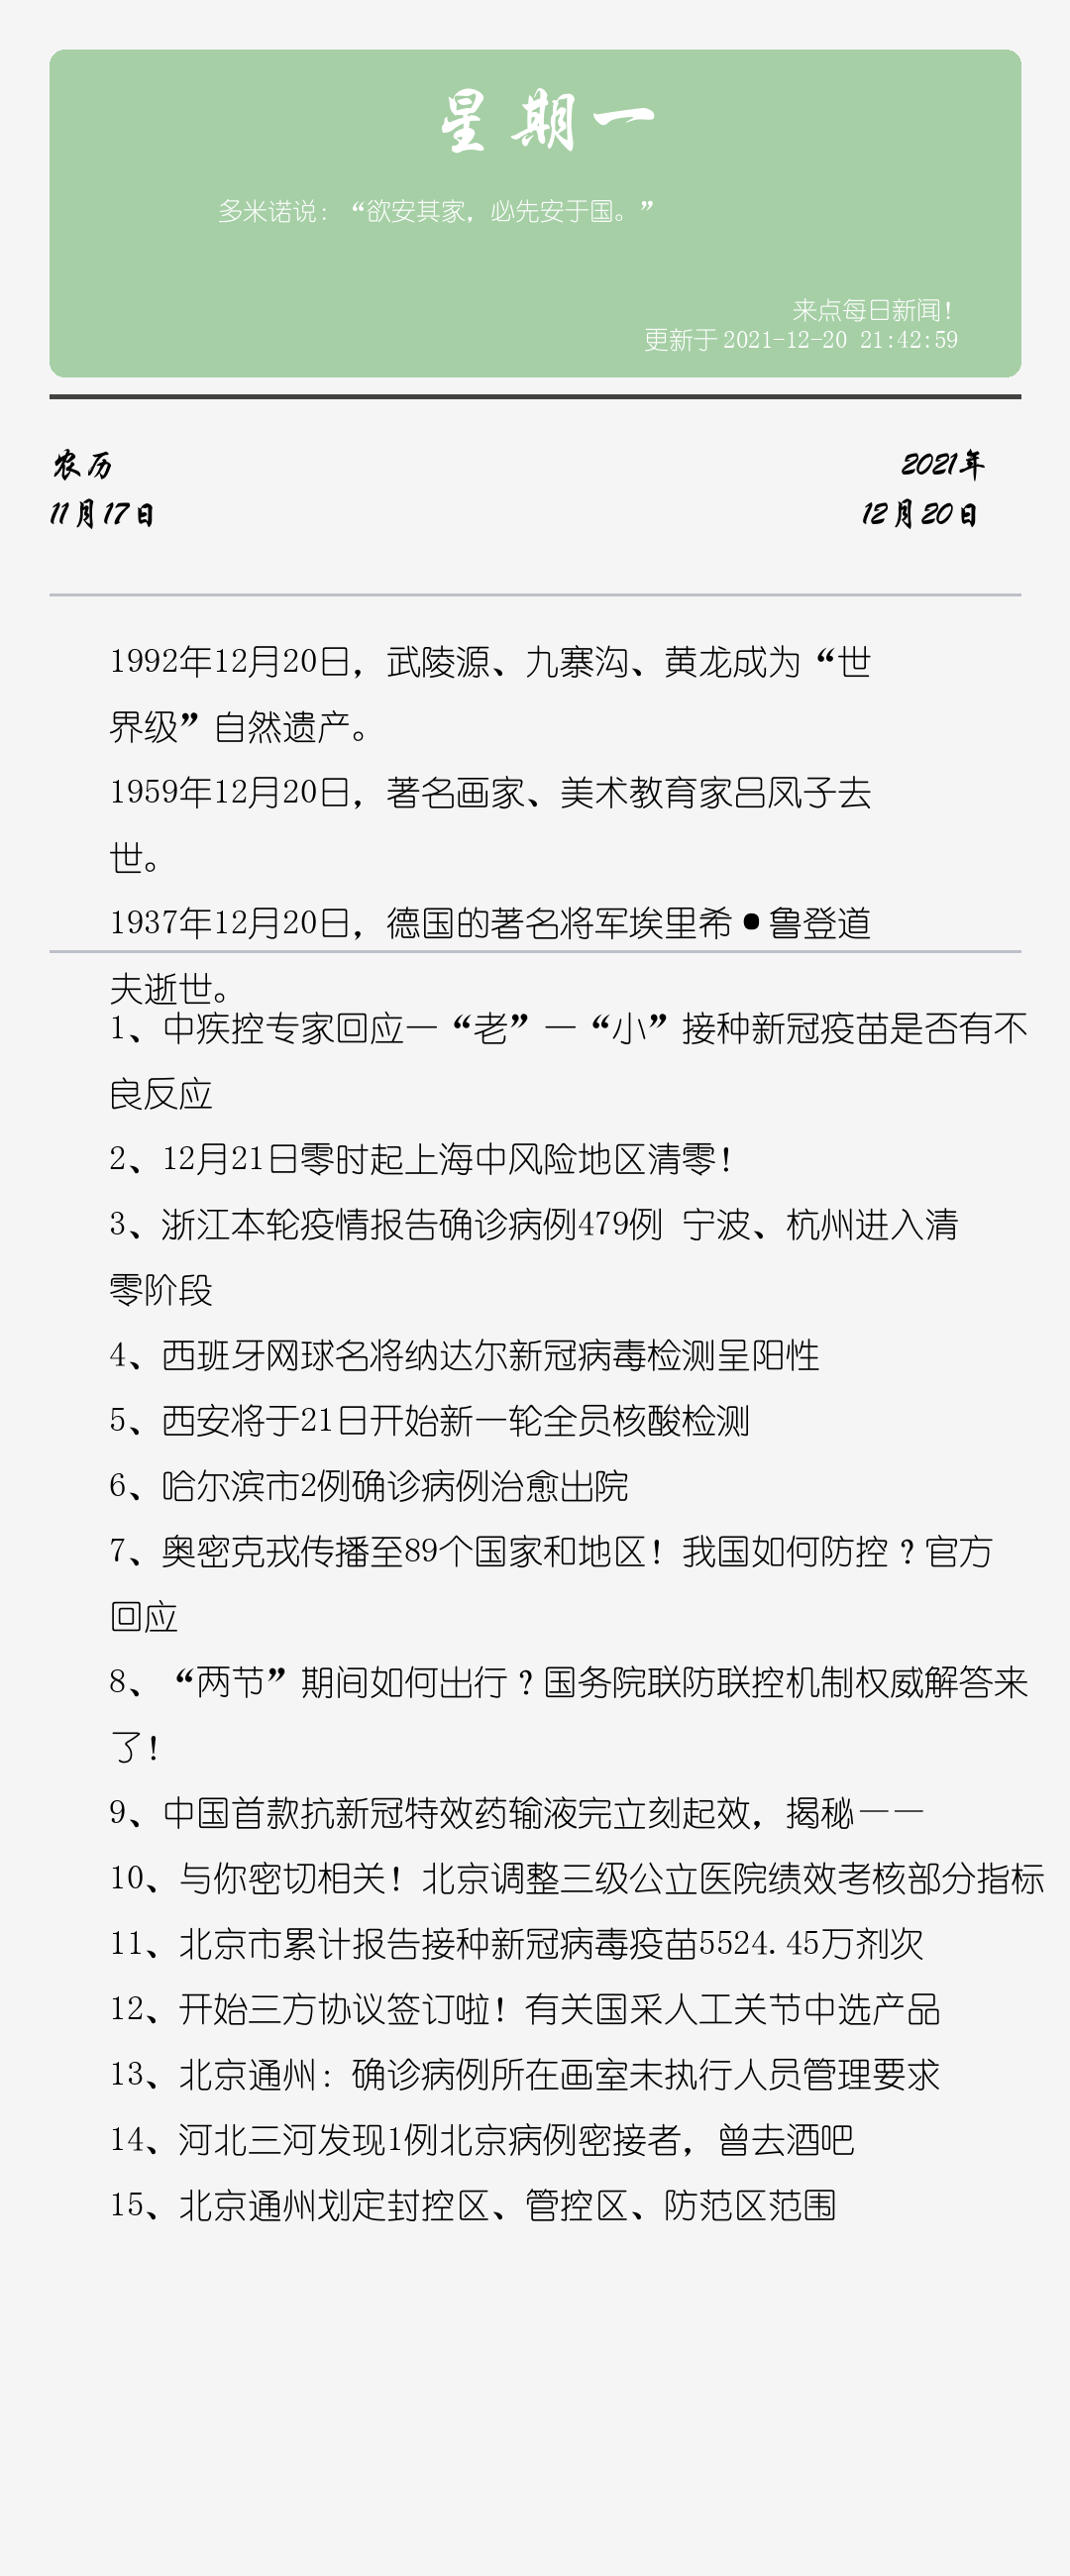 星期一
多米诺说：“欲安其家，必先安于国。”
来点每日新闻！
更新于2021-12-20 21:42:59
农历
11月17日
2021年
12月20日
1992年12月20日，武陵源、九寨沟、黄龙成为“世
界级”自然遗产。
1959年12月20日，著名画家、美术教育家吕凤子去
世。
1937年12月20日，德国的著名将军埃里希•鲁登道
夫逝世。
1、中疾控专家回应一“老”一“小”接种新冠疫苗是否有不
良反应
2、12月21日零时起上海中风险地区清零！
3、浙江本轮疫情报告确诊病例479例 宁波、杭州进入清
零阶段
4、西班牙网球名将纳达尔新冠病毒检测呈阳性
5、西安将于21日开始新一轮全员核酸检测
6、哈尔滨市2例确诊病例治愈出院
7、奥密克戎传播至89个国家和地区！我国如何防控？官方
回应
8、“两节”期间如何出行？国务院联防联控机制权威解答来
了！
9、中国首款抗新冠特效药输液完立刻起效，揭秘——
10、与你密切相关！北京调整三级公立医院绩效考核部分指标
11、北京市累计报告接种新冠病毒疫苗5524.45万剂次
12、开始三方协议签订啦！有关国采人工关节中选产品
13、北京通州：确诊病例所在画室未执行人员管理要求
14、河北三河发现1例北京病例密接者，曾去酒吧
15、北京通州划定封控区、管控区、防范区范围